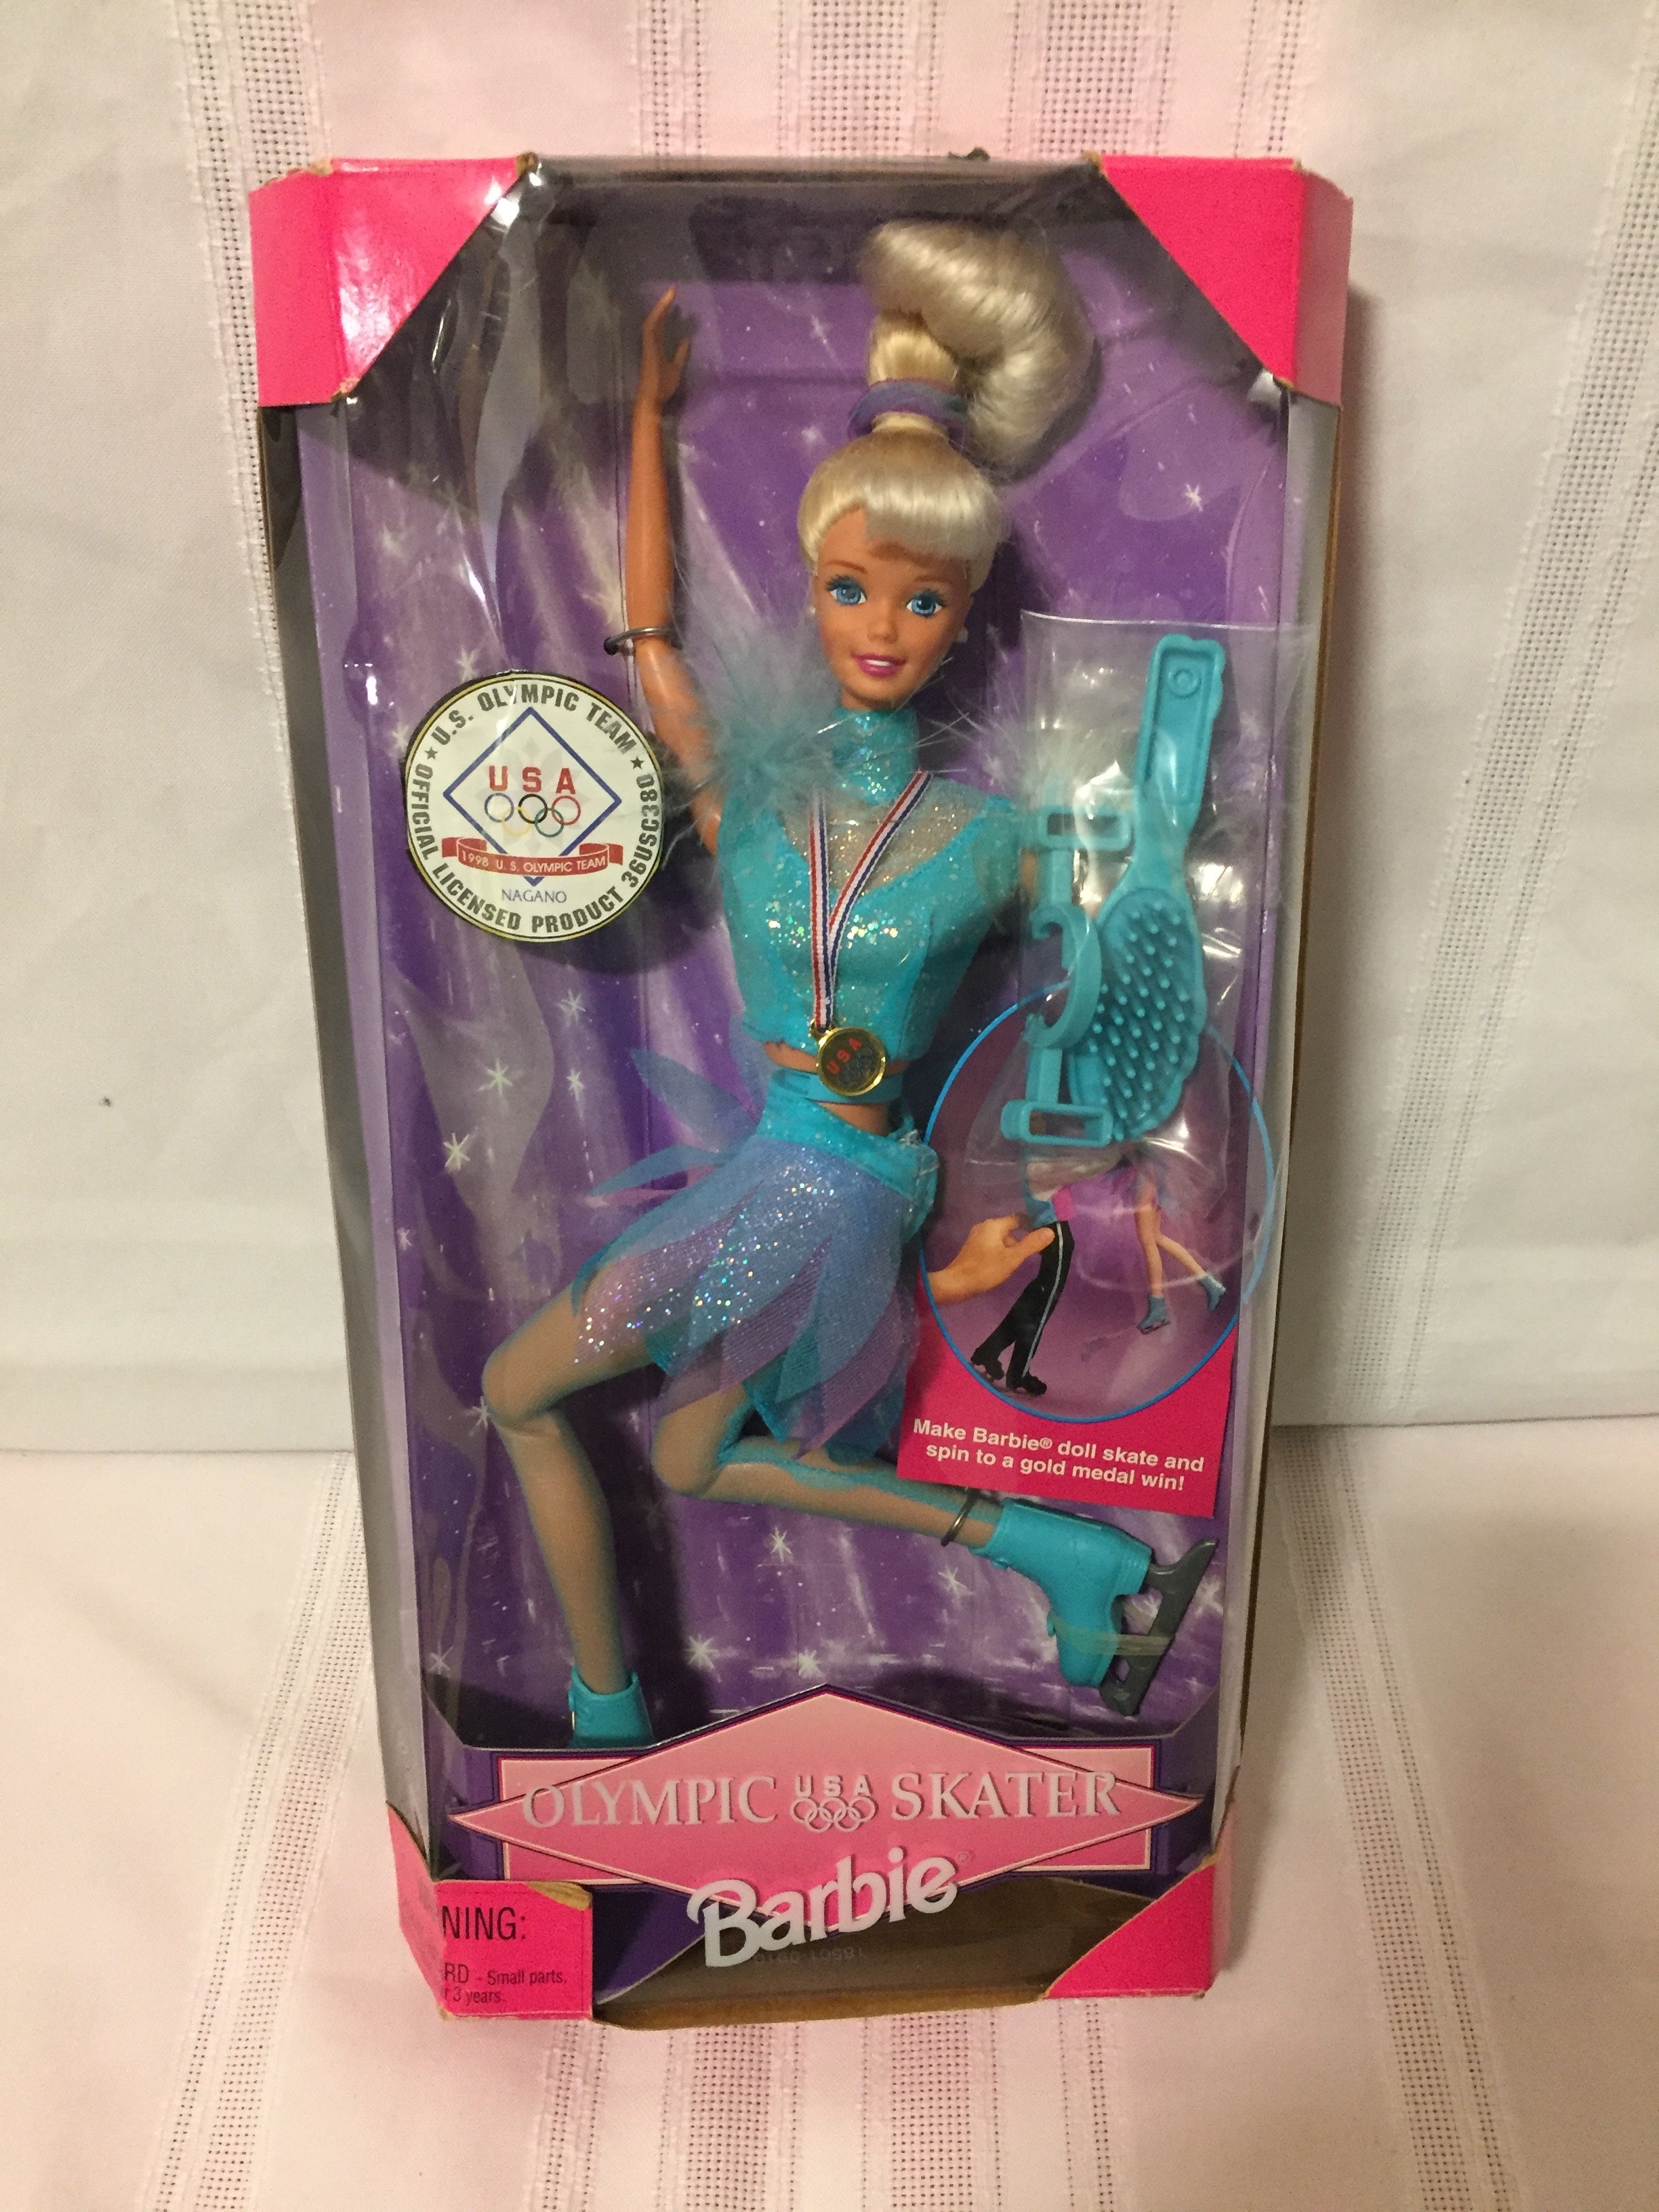 U.S. OLYMPIC TEAM
OFFICIAL LICENSED PRODUCT 36USC380
USA
1998 U.S. OLYMPIC TEAM
NAGANO
USA
Make Barbie® doll skate and
spin to a gold medal win!
OLYMPIC USA SKATER
Barbie®
NING:
RD - Small parts.
r 3 years.